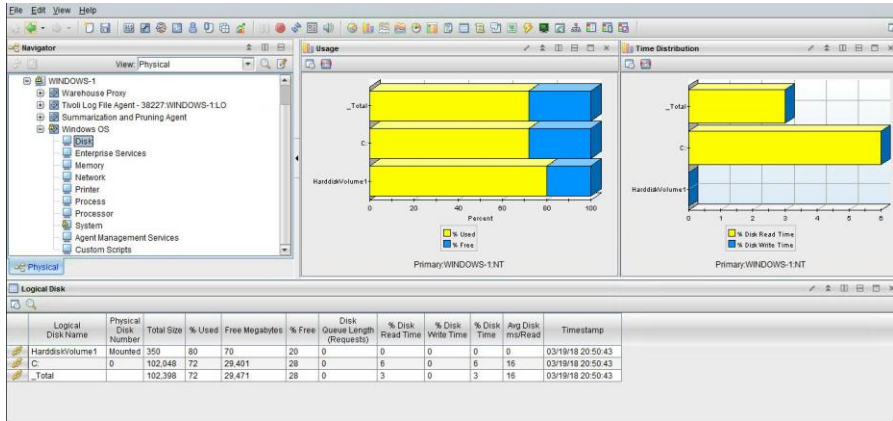 File Edit View Help
Navigator
View: Physical
WINDOWS-1
Warehouse Proxy
Tivoli Log File Agent - 38227:WINDOWS-1:LO
Summarization and Pruning Agent
Windows OS
Disk
Enterprise Services
Memory
Network
Printer
Process
Processor
System
Agent Management Services
Custom Scripts
Physical
Usage
_Total
C:
HarddiskVolume1
0 20 40 60 80 100
Percent
% Used
% Free
Primary:WINDOWS-1:NT
Time Distribution
_Total
C:
HarddiskVolume1
0 1 2 3 4 5 6
% Disk Read Time
% Disk Write Time
Primary:WINDOWS-1:NT
Logical Disk
Logical Disk Name Physical Disk Number Total Size % Used Free Megabytes % Free Disk Queue Length (Requests) % Disk Read Time % Disk Write Time % Disk Time Avg Disk ms/Read Timestamp
HarddiskVolume1 Mounted 350 80 70 20 0 0 0 0 0 03/19/18 20:50:43
C: 0 102,048 72 29,401 28 0 6 0 6 16 03/19/18 20:50:43
_Total 102,398 72 29,471 28 0 3 0 3 16 03/19/18 20:50:43